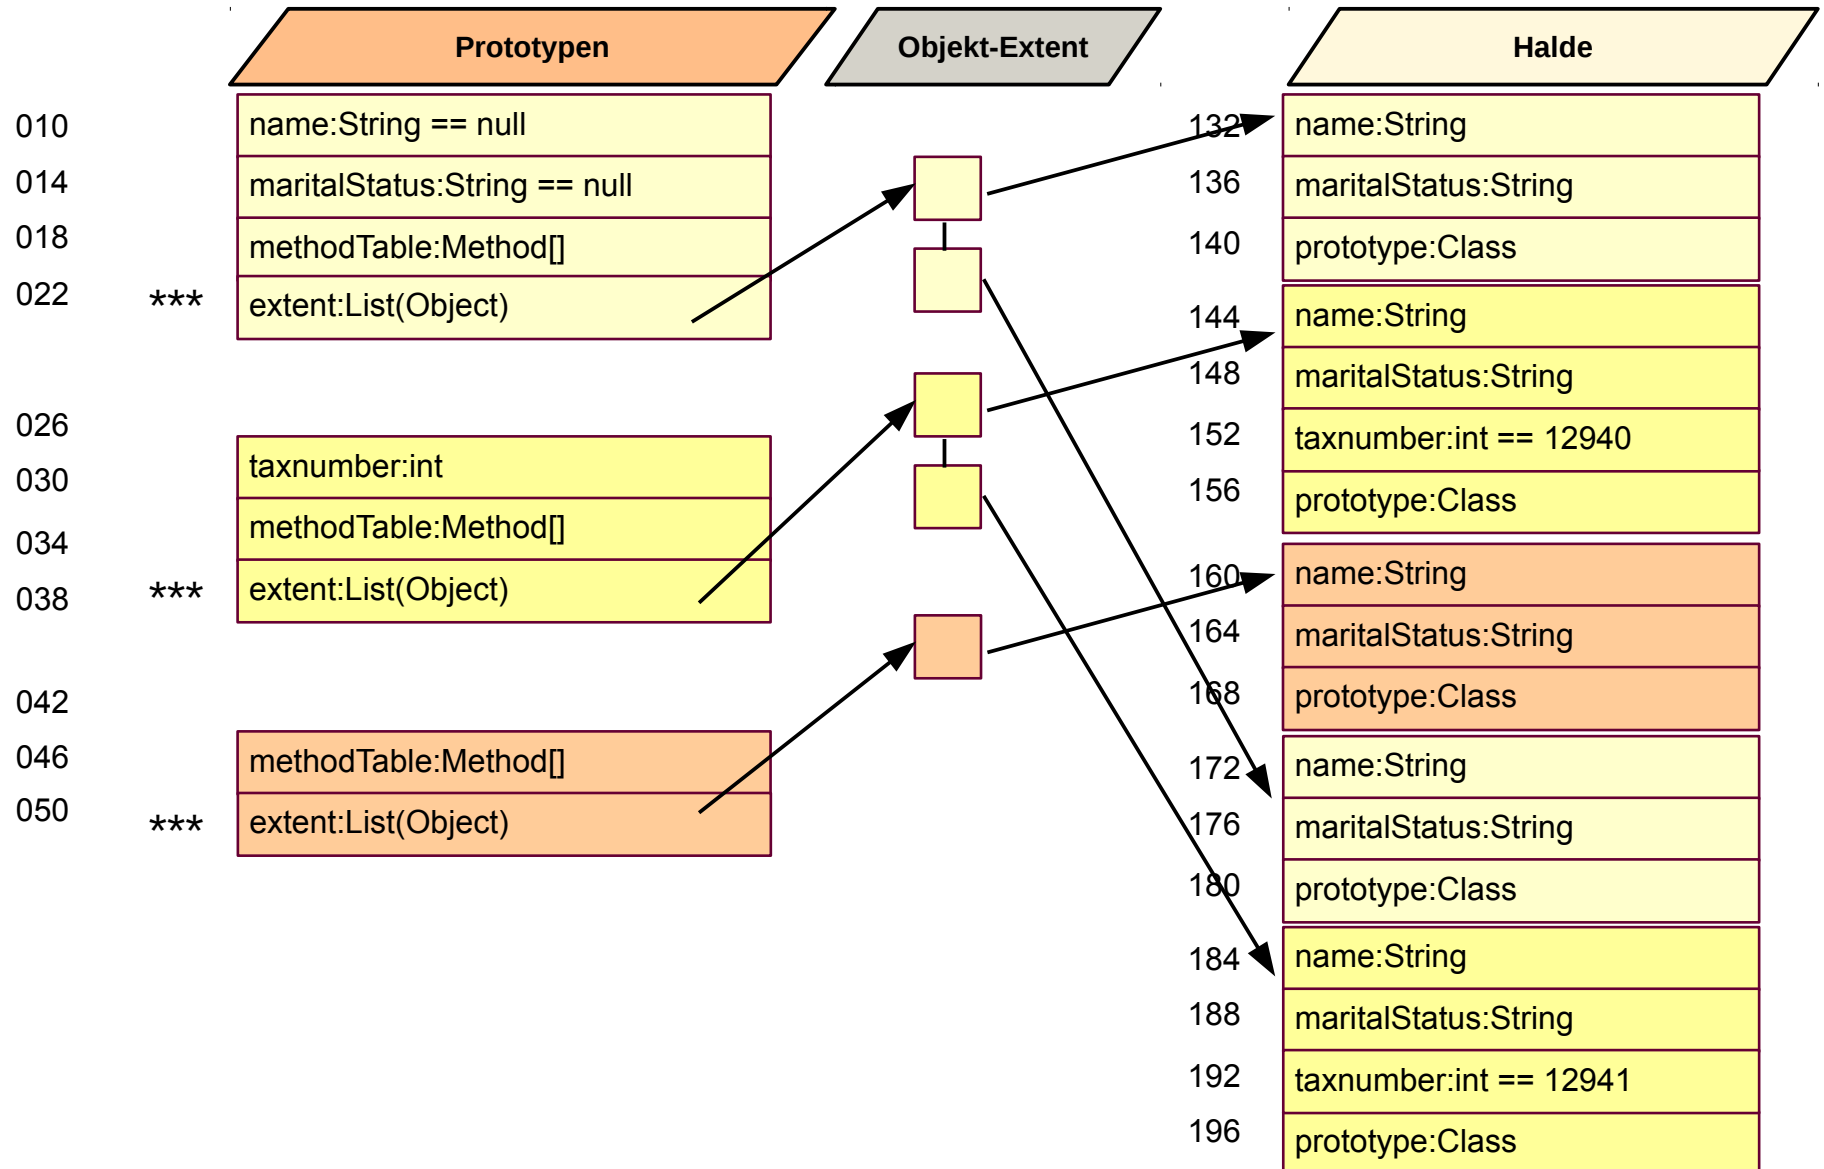 Prototypen
Objekt-Extent
Halde
010
name:String == null
014
maritalStatus:String == null
018
methodTable:Method[]
022
***
extent:List(Object)
026
taxnumber:int
030
methodTable:Method[]
034
038
***
extent:List(Object)
042
046
methodTable:Method[]
050
***
extent:List(Object)
132
name:String
136
maritalStatus:String
140
prototype:Class
144
name:String
148
maritalStatus:String
152
taxnumber:int == 12940
156
prototype:Class
160
name:String
164
maritalStatus:String
168
prototype:Class
172
name:String
176
maritalStatus:String
180
prototype:Class
184
name:String
188
maritalStatus:String
192
taxnumber:int == 12941
196
prototype:Class